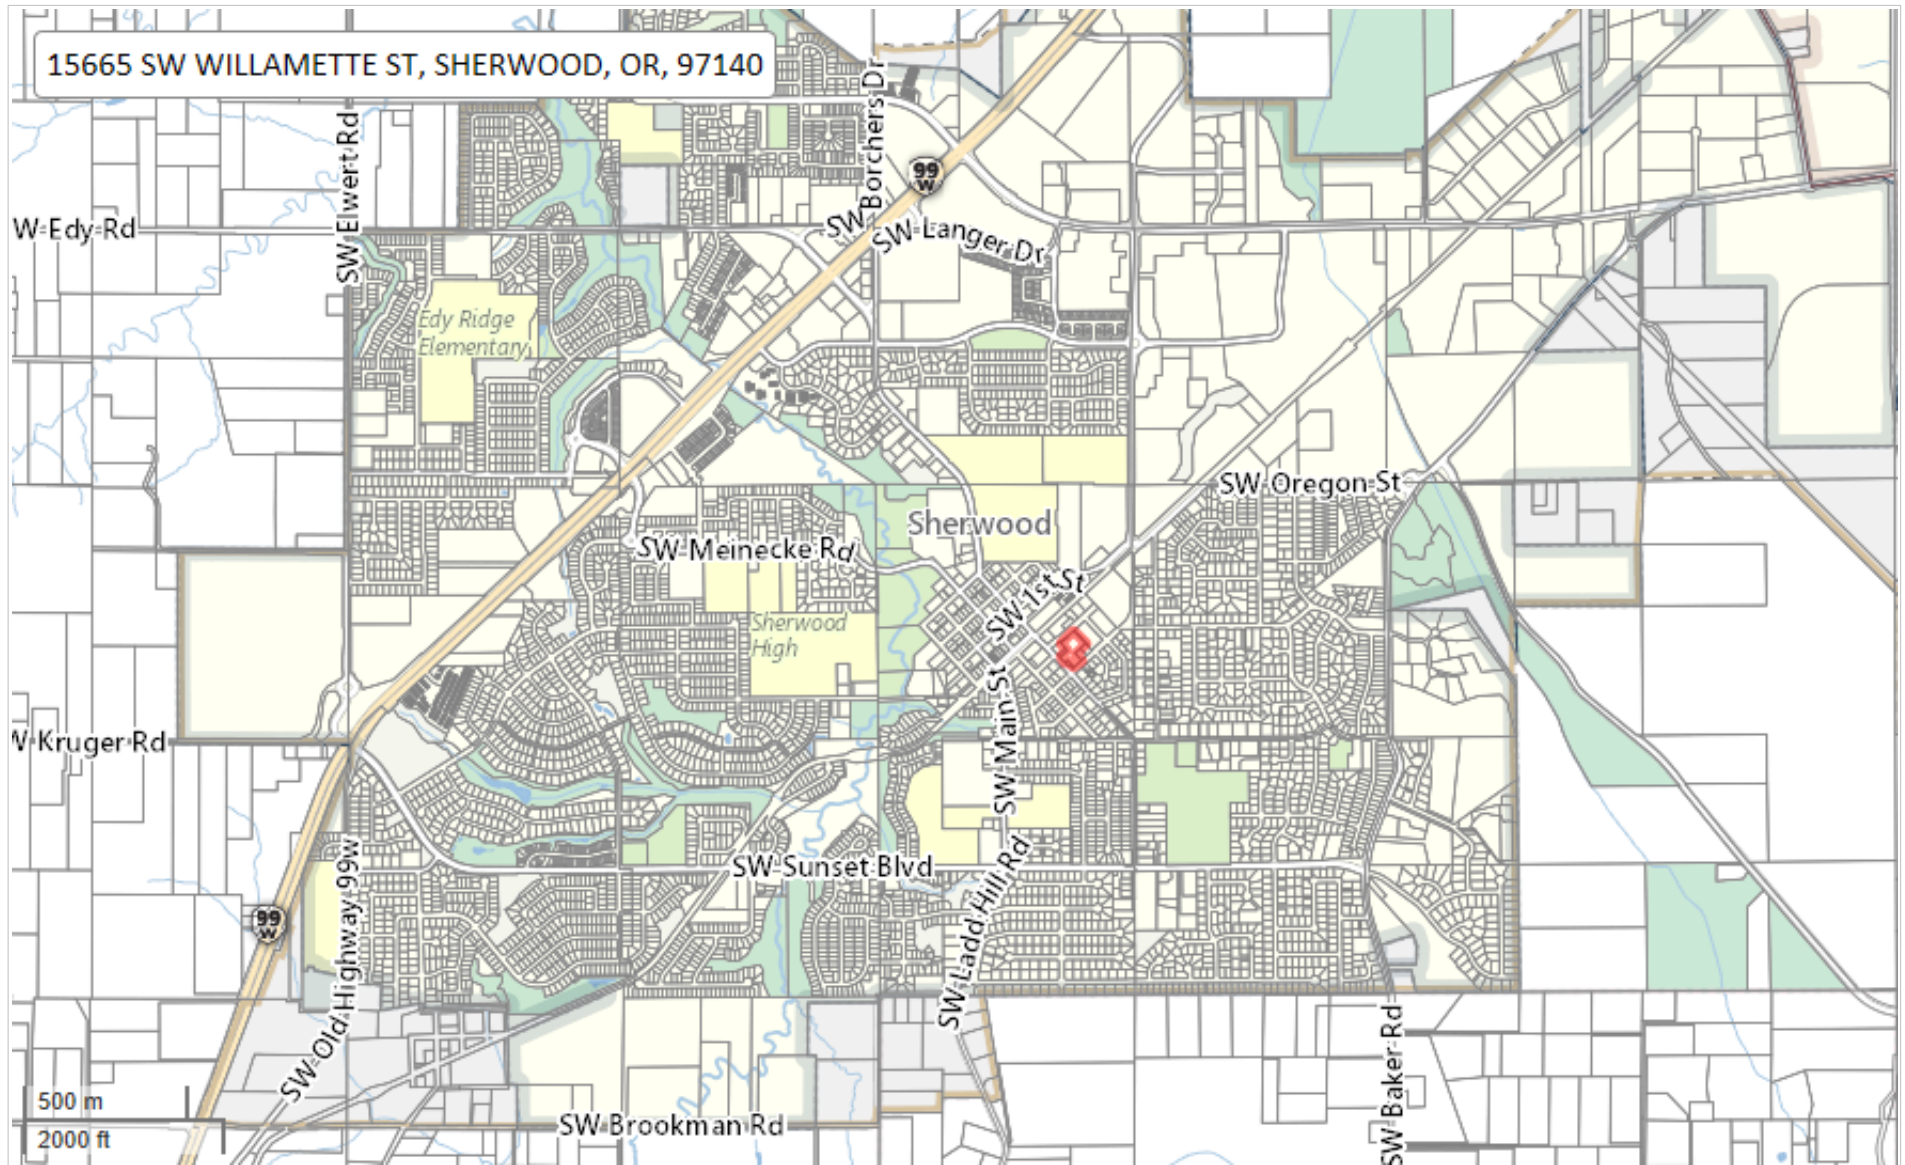 15665 SW WILLAMETTE ST, SHERWOOD, OR, 97140
SW Borchers Dr
SW Elwert Rd
99
W
W Edy Rd
SW Langer Dr
Edy Ridge
Elementary
SW Oregon St
Sherwood
SW Meinecke Rd
SW 1st St
Sherwood
High
SW Main St
W Kruger Rd
SW Sunset Blvd
SW Ladd Hill Rd
99
W
SW Old Highway 99w
SW Baker Rd
500 m
2000 ft
SW Brookman Rd